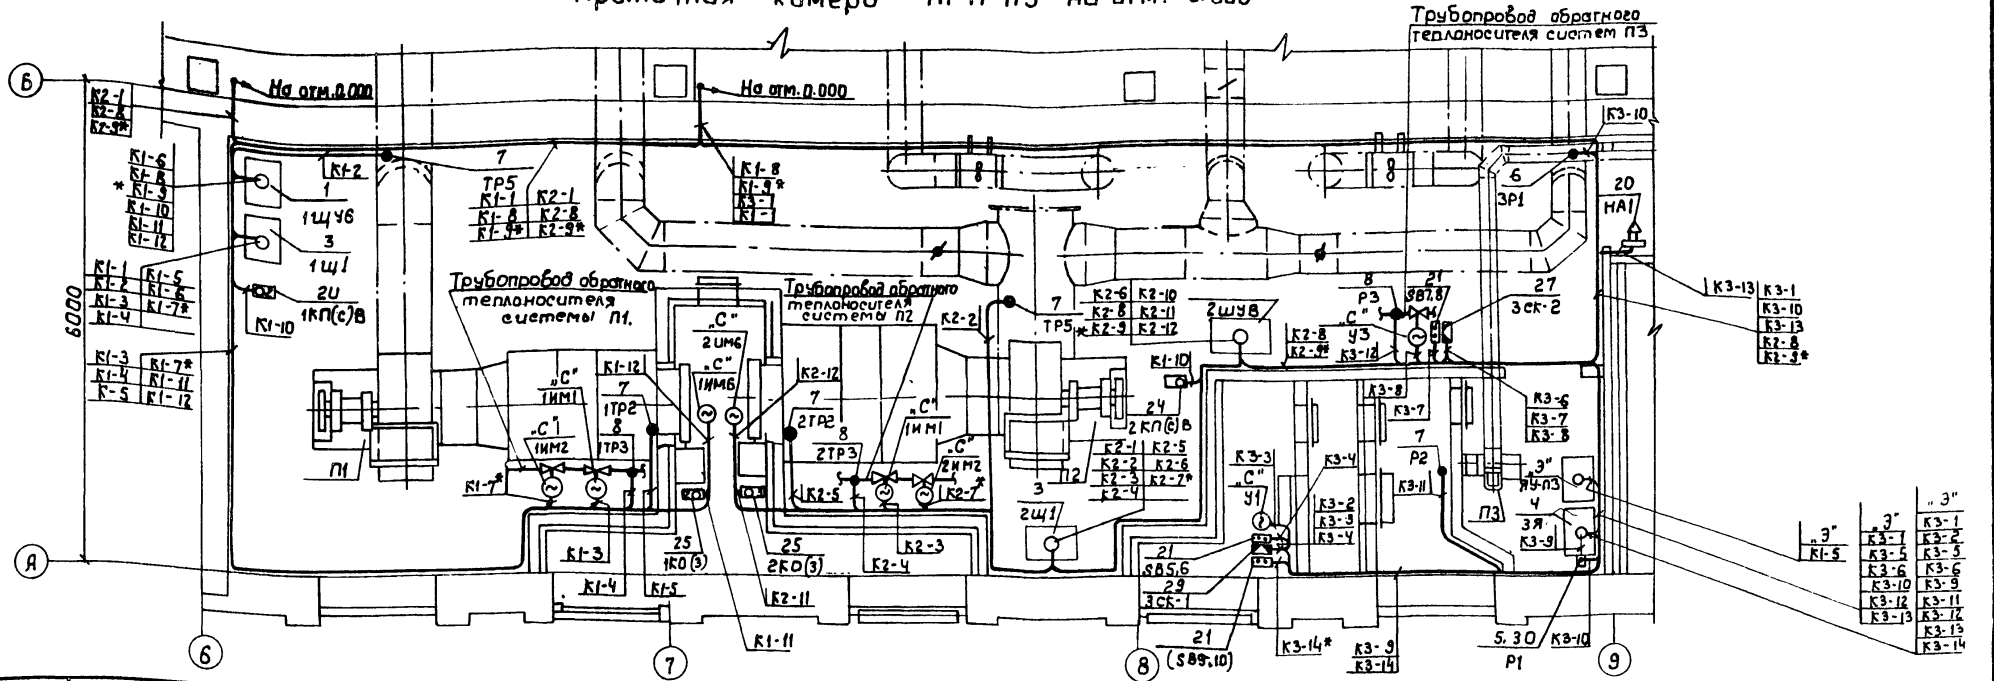 Приточная камера
Трубопровод обратного
теплоносителя систем П3
Б
На отм.0.000
На отм.0.000
К2-1
К2-8
К2-9*
К1-6
К1-8
* К1-9
К1-10
К1-11
К1-12
К1-2
1
1ЩУ6
3
1Щ1
7
ТР5
К1-1 К2-1
К1-8 К2-8
К1-9* К2-9*
К1-8
К1-9*
К3-1
К1-1
К3-10
6
3Р1
20
НА1
К1-1 К1-5
К1-2 К1-6
К1-3 К1-7*
К1-4
2U
1КП(с)В
К1-10
6000
Трубопровод обратного
теплоносителя
системы П1.
Трубопровод обратного
теплоносителя
системы П2
К2-2
7
ТР5
К2-6 К2-10
К2-8 К2-11
*К2-9 К2-12
2ШУВ
К2-8
К2-9*
8
Р3
„С"
У3
К3-12
21
SB7.8
27
3ск-2
К3-13
К3-1
К3-10
К3-13
К2-8
К2-9*
К1-3 К1-7*
К1-4 К1-11
К-5 К1-12
„С"
2ИМ6
„С"
1ИМ6
„С"
1ИМ1
„С"
1ИМ2
К1-12
7
1ТР2
8
1ТР3
К2-12
7
2ТР2
8
2ТР3
„С"
1ИМ1
„С"
2ИМ2
К1-10
24
2КП(с)В
К3-8
К3-7
К3-6
К3-7
К3-8
П1
К1-7*
К2-5
К2-7*
П2
К2-1 К2-5
К2-2 К2-6
К2-3 К2-7*
К2-4
3
2Щ1
К3-3
„С"
У1
К3-4
К3-2
К3-3
К3-4
7
Р2
К3-11
П3
„Э"
ЯУ-П3
4
3Я
К3-9
А
К1-3
К1-4
К1-5
25
1КО(3)
25
2КО(3)
К2-3
К2-4
К2-11
К1-11
21
SB5,6
29
3ск-1
21
(SB9.10)
К3-14*
К3-9
К3-14
5.30
Р1
К3-10
„Э"
К1-5
„Э"
К3-1
К3-5
К3-6
К3-10
К3-12
К3-13
„Э"
К3-1
К3-2
К3-5
К3-6
К3-9
К3-11
К3-12
К3-13
К3-14
6
7
8
9